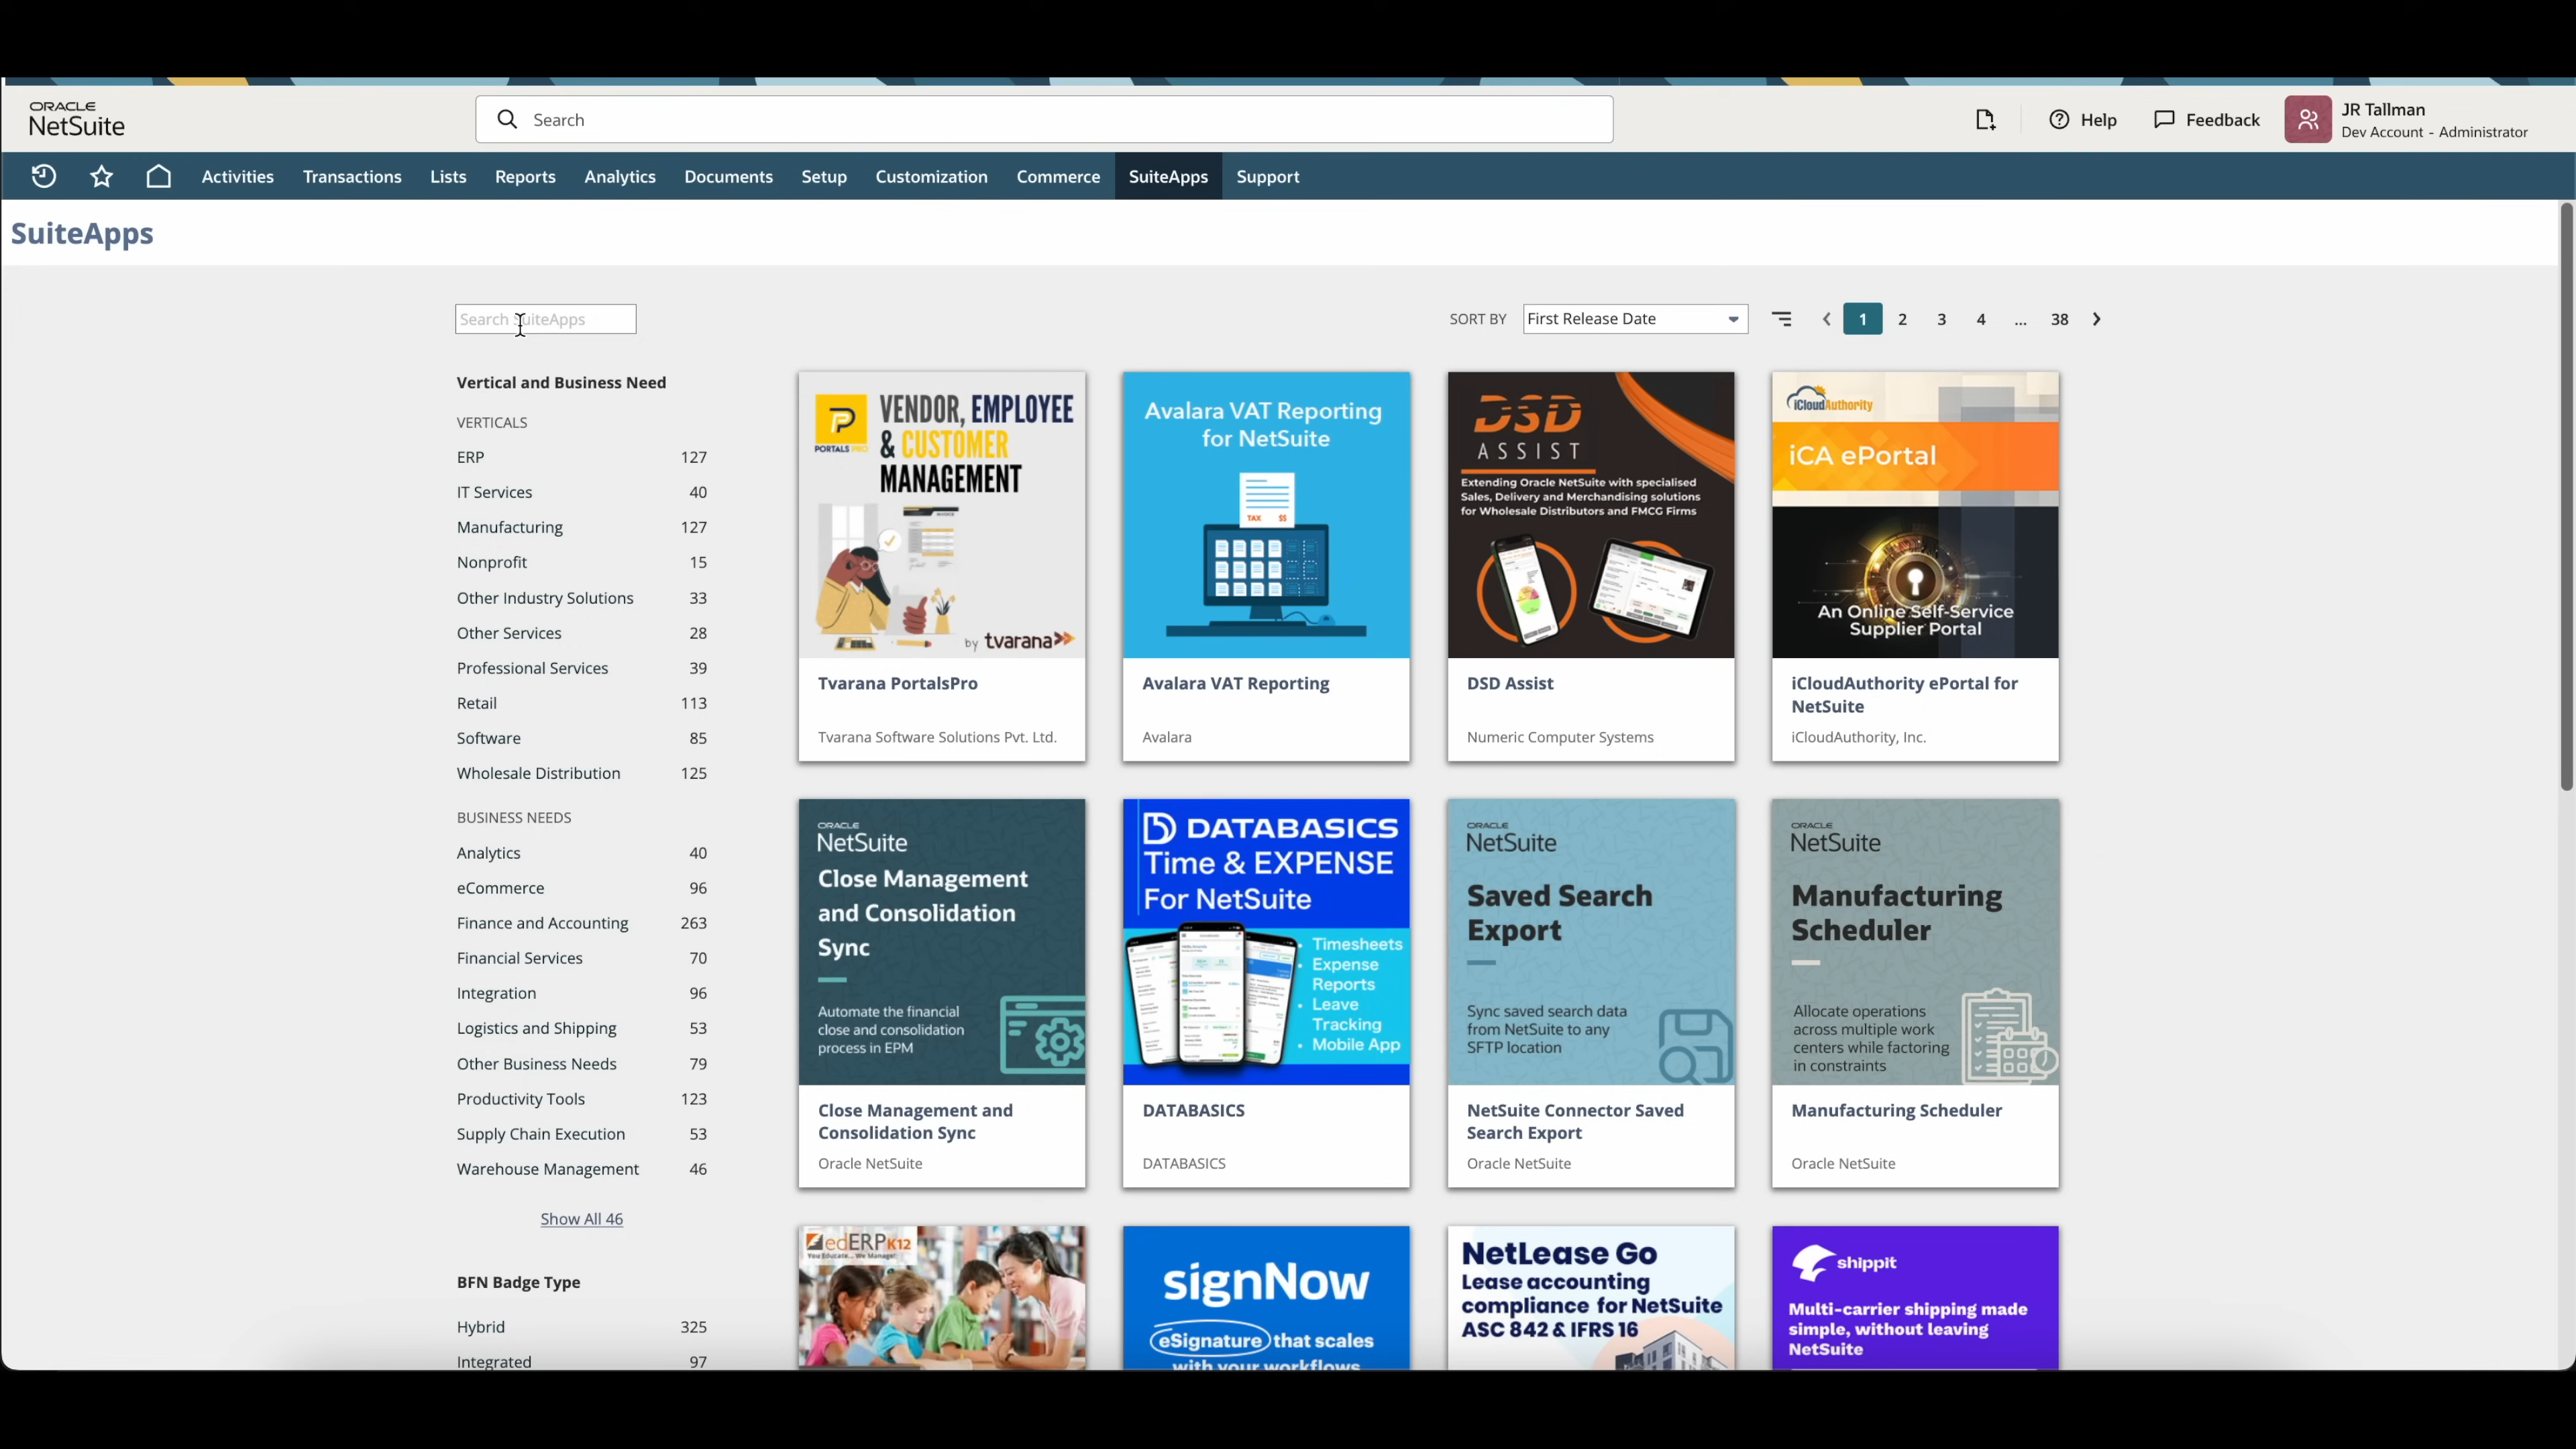 ORACLE
NetSuite
Search
Help
Feedback
JR Tallman
Dev Account - Administrator
Activities
Transactions
Lists
Reports
Analytics
Documents
Setup
Customization
Commerce
SuiteApps
Support
SuiteApps
Search SuiteApps
SORT BY
First Release Date
1
2
3
4
...
38
Vertical and Business Need
VERTICALS
ERP 127
IT Services 40
Manufacturing 127
Nonprofit 15
Other Industry Solutions 33
Other Services 28
Professional Services 39
Retail 113
Software 85
Wholesale Distribution 125
BUSINESS NEEDS
Analytics 40
eCommerce 96
Finance and Accounting 263
Financial Services 70
Integration 96
Logistics and Shipping 53
Other Business Needs 79
Productivity Tools 123
Supply Chain Execution 53
Warehouse Management 46
Show All 46
BFN Badge Type
Hybrid 325
Integrated 97
PORTALS PRO
VENDOR, EMPLOYEE
& CUSTOMER
MANAGEMENT
by tvarana
Tvarana PortalsPro
Tvarana Software Solutions Pvt. Ltd.
Avalara VAT Reporting
for NetSuite
TAX $$
Avalara VAT Reporting
Avalara
DSD
ASSIST
Extending Oracle NetSuite with specialised
Sales, Delivery and Merchandising solutions
for Wholesale Distributors and FMCG Firms
DSD Assist
Numeric Computer Systems
iCloudAuthority
iCA ePortal
An Online Self-Service
Supplier Portal
iCloudAuthority ePortal for
NetSuite
iCloudAuthority, Inc.
ORACLE
NetSuite
Close Management
and Consolidation
Sync
Automate the financial
close and consolidation
process in EPM
Close Management and
Consolidation Sync
Oracle NetSuite
DATABASICS
Time & EXPENSE
For NetSuite
• Timesheets
• Expense
Reports
• Leave
Tracking
• Mobile App
DATABASICS
DATABASICS
ORACLE
NetSuite
Saved Search
Export
Sync saved search data
from NetSuite to any
SFTP location
NetSuite Connector Saved
Search Export
Oracle NetSuite
ORACLE
NetSuite
Manufacturing
Scheduler
Allocate operations
across multiple work
centers while factoring
in constraints
Manufacturing Scheduler
Oracle NetSuite
edERP K12
You Educate... We Manage!
signNow
eSignature that scales
with your workflows
NetLease Go
Lease accounting
compliance for NetSuite
ASC 842 & IFRS 16
shippit
Multi-carrier shipping made
simple, without leaving
NetSuite